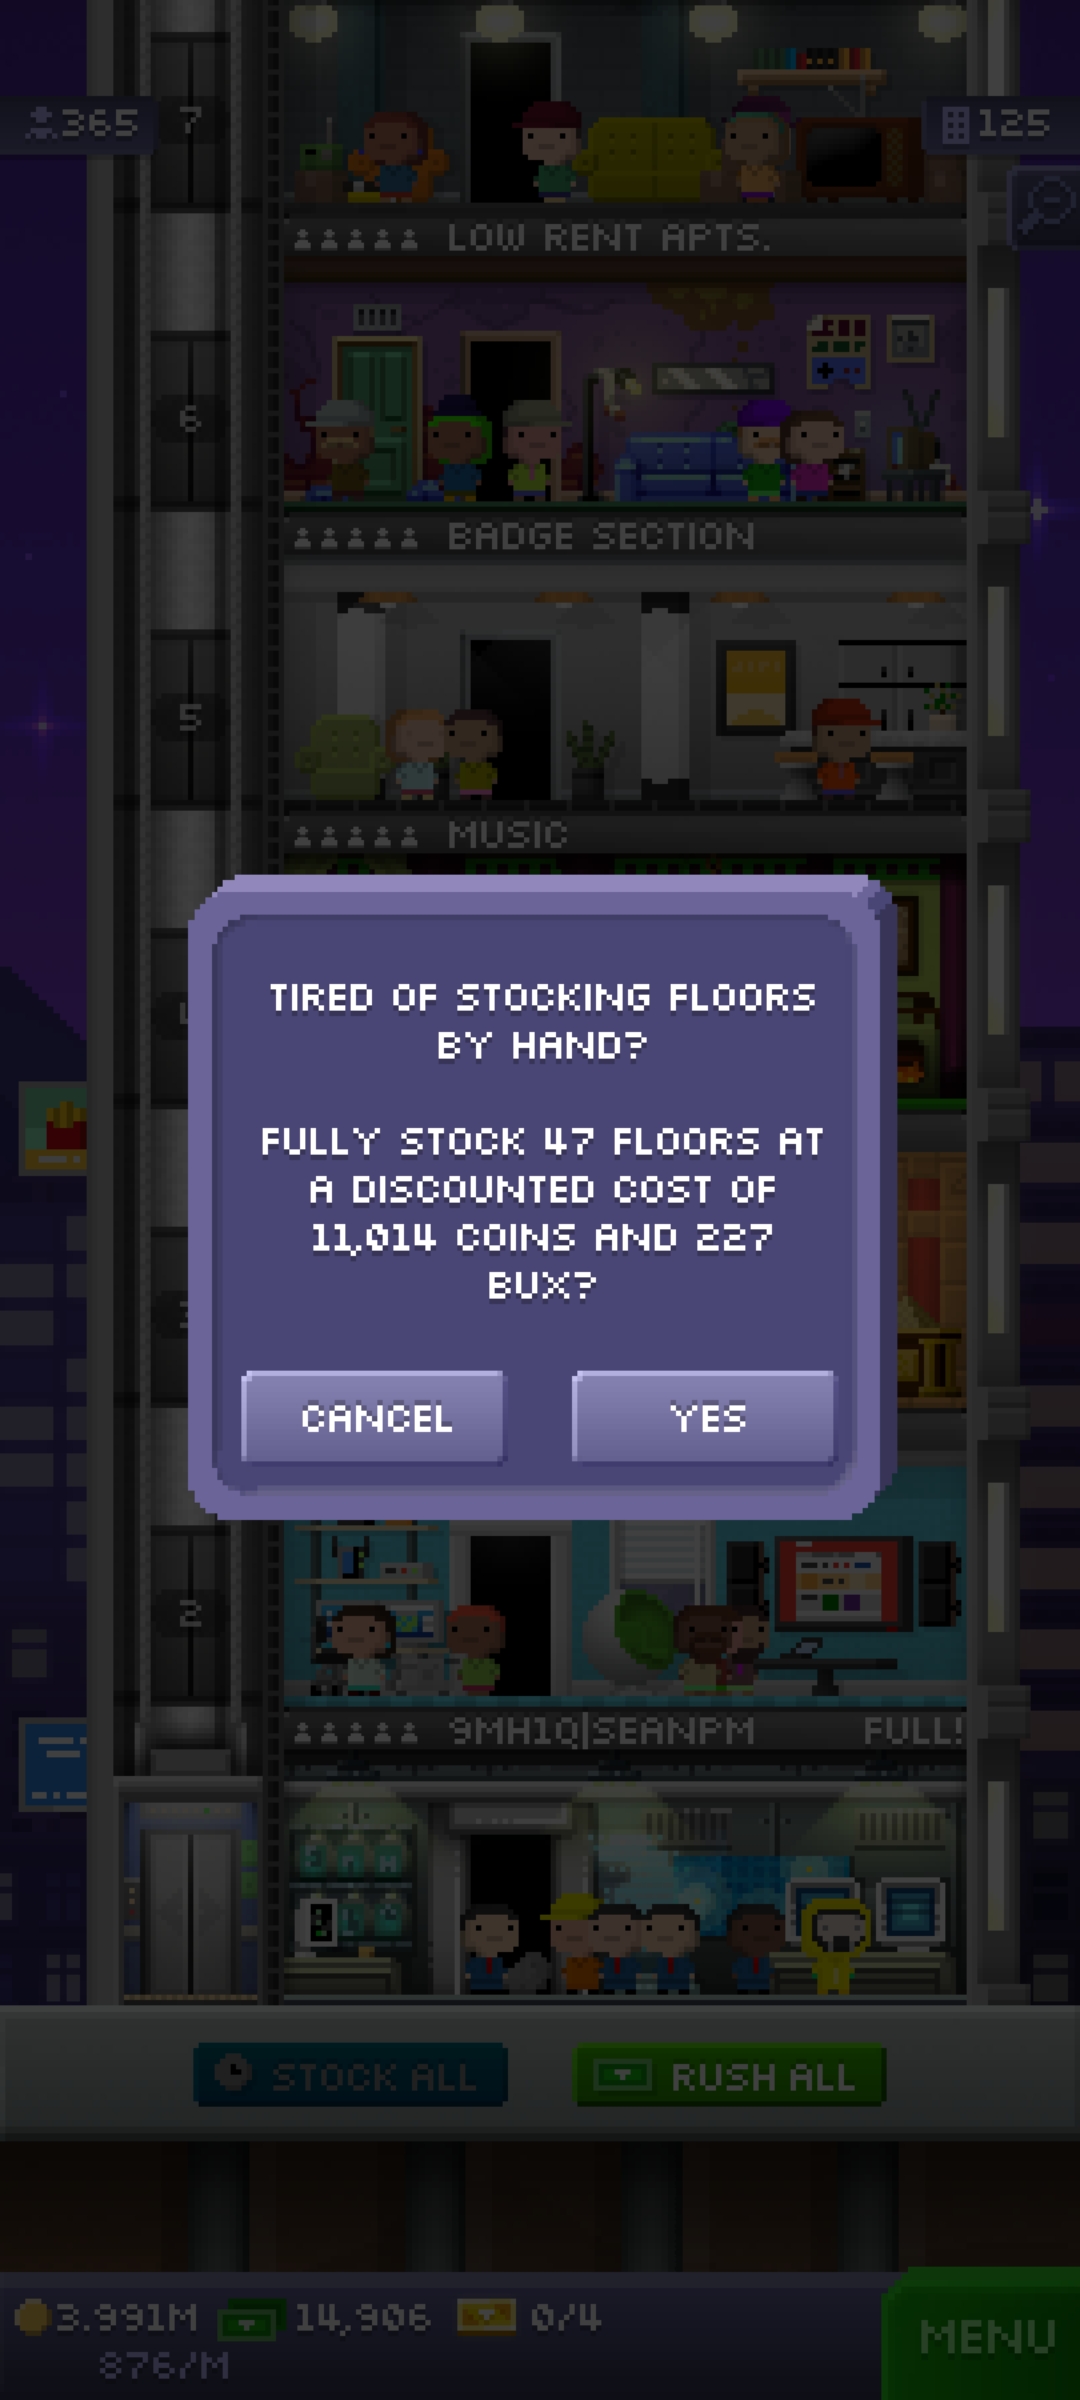 365
7
125
LOW RENT APTS.
6
BADGE SECTION
5
MUSIC
TIRED OF STOCKING FLOORS
BY HAND?
FULLY STOCK 47 FLOORS AT
A DISCOUNTED COST OF
11,014 COINS AND 227
BUX?
CANCEL
YES
2
9MH1Q|SEANPM
FULL!
STOCK ALL
RUSH ALL
3.991M
14,906
0/4
876/M
MENU